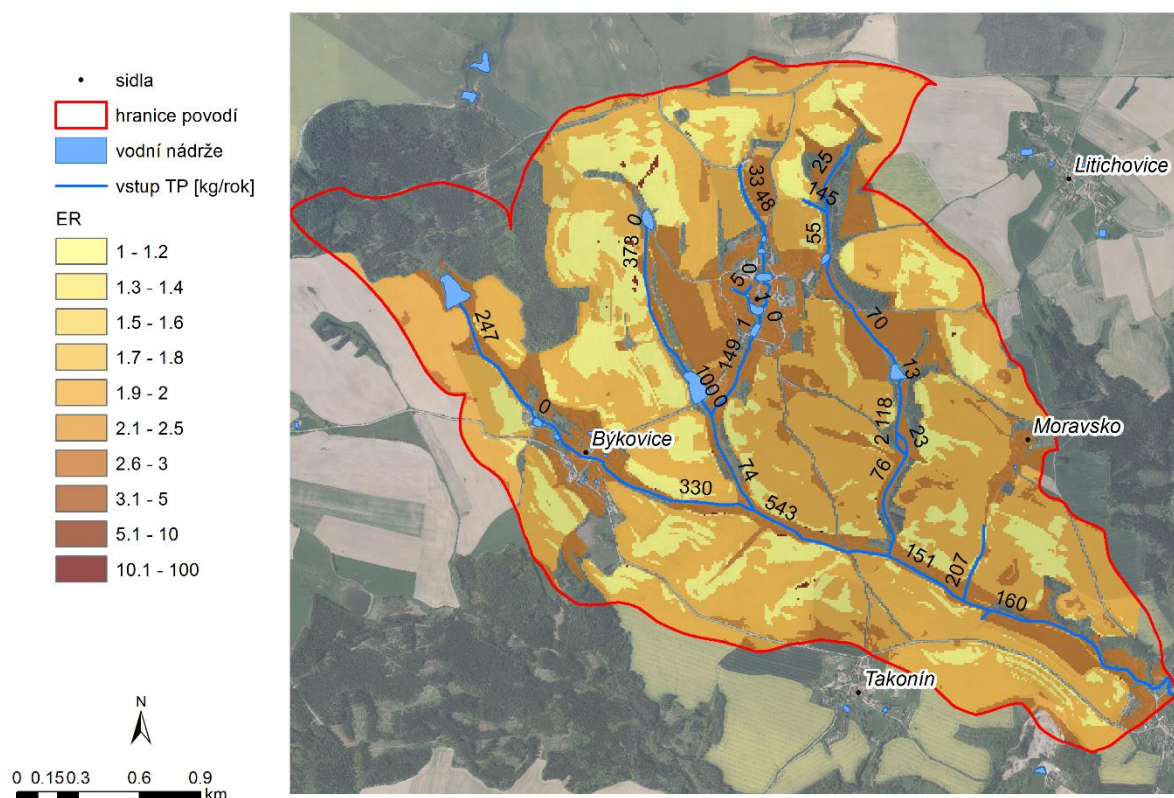 sidla
hranice povodí
vodní nádrže
vstup TP [kg/rok]
ER
1 - 1.2
1.3 - 1.4
1.5 - 1.6
1.7 - 1.8
1.9 - 2
2.1 - 2.5
2.6 - 3
3.1 - 5
5.1 - 10
10.1 - 100
N
0 0.15 0.3 0.6 0.9
km
Litichovice
25
33
48
145
0
55
373
0
5
1
0
70
247
1
149
13
100
0
118
0
2
23
Moravsko
Býkovice
74
76
330
543
151
207
160
Takonín